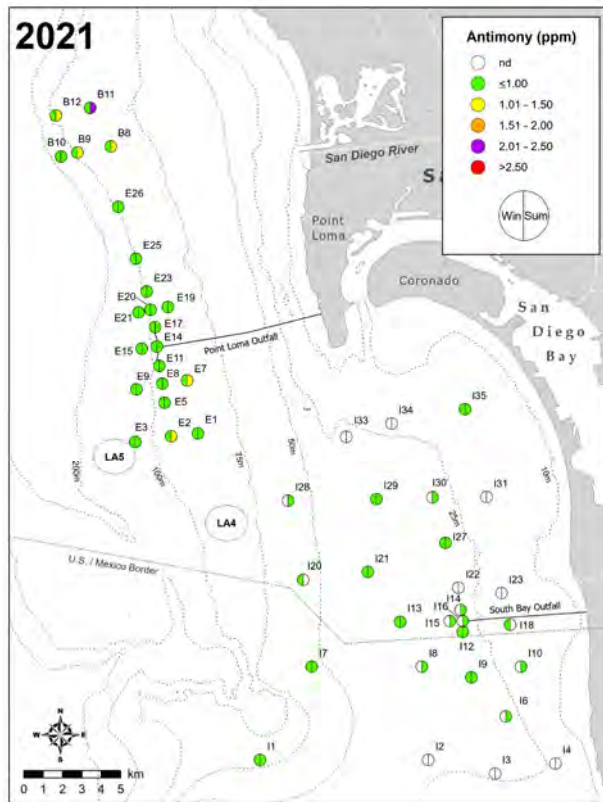 2021
Antimony (ppm)
nd
≤1.00
1.01 - 1.50
1.51 - 2.00
2.01 - 2.50
>2.50
Win Sum
B12
B11
B10
B9
B8
San Diego River
Point
Loma
Coronado
San
Diego
Bay
E26
E25
E23
E20
E19
E21
E17
E14
E15
Point Loma Outfall
E11
E9
E8
E7
E5
E3
E2
E1
LA5
LA4
200m
100m
75m
50m
25m
10m
I35
I34
I33
I28
I29
I30
I31
I27
I20
I21
I22
I23
U.S. / Mexico Border
I14
I16
I13
I15
South Bay Outfall
I18
I12
I7
I8
I9
I10
I6
I1
I2
I3
I4
N
W
E
S
0 1 2 3 4 5
km